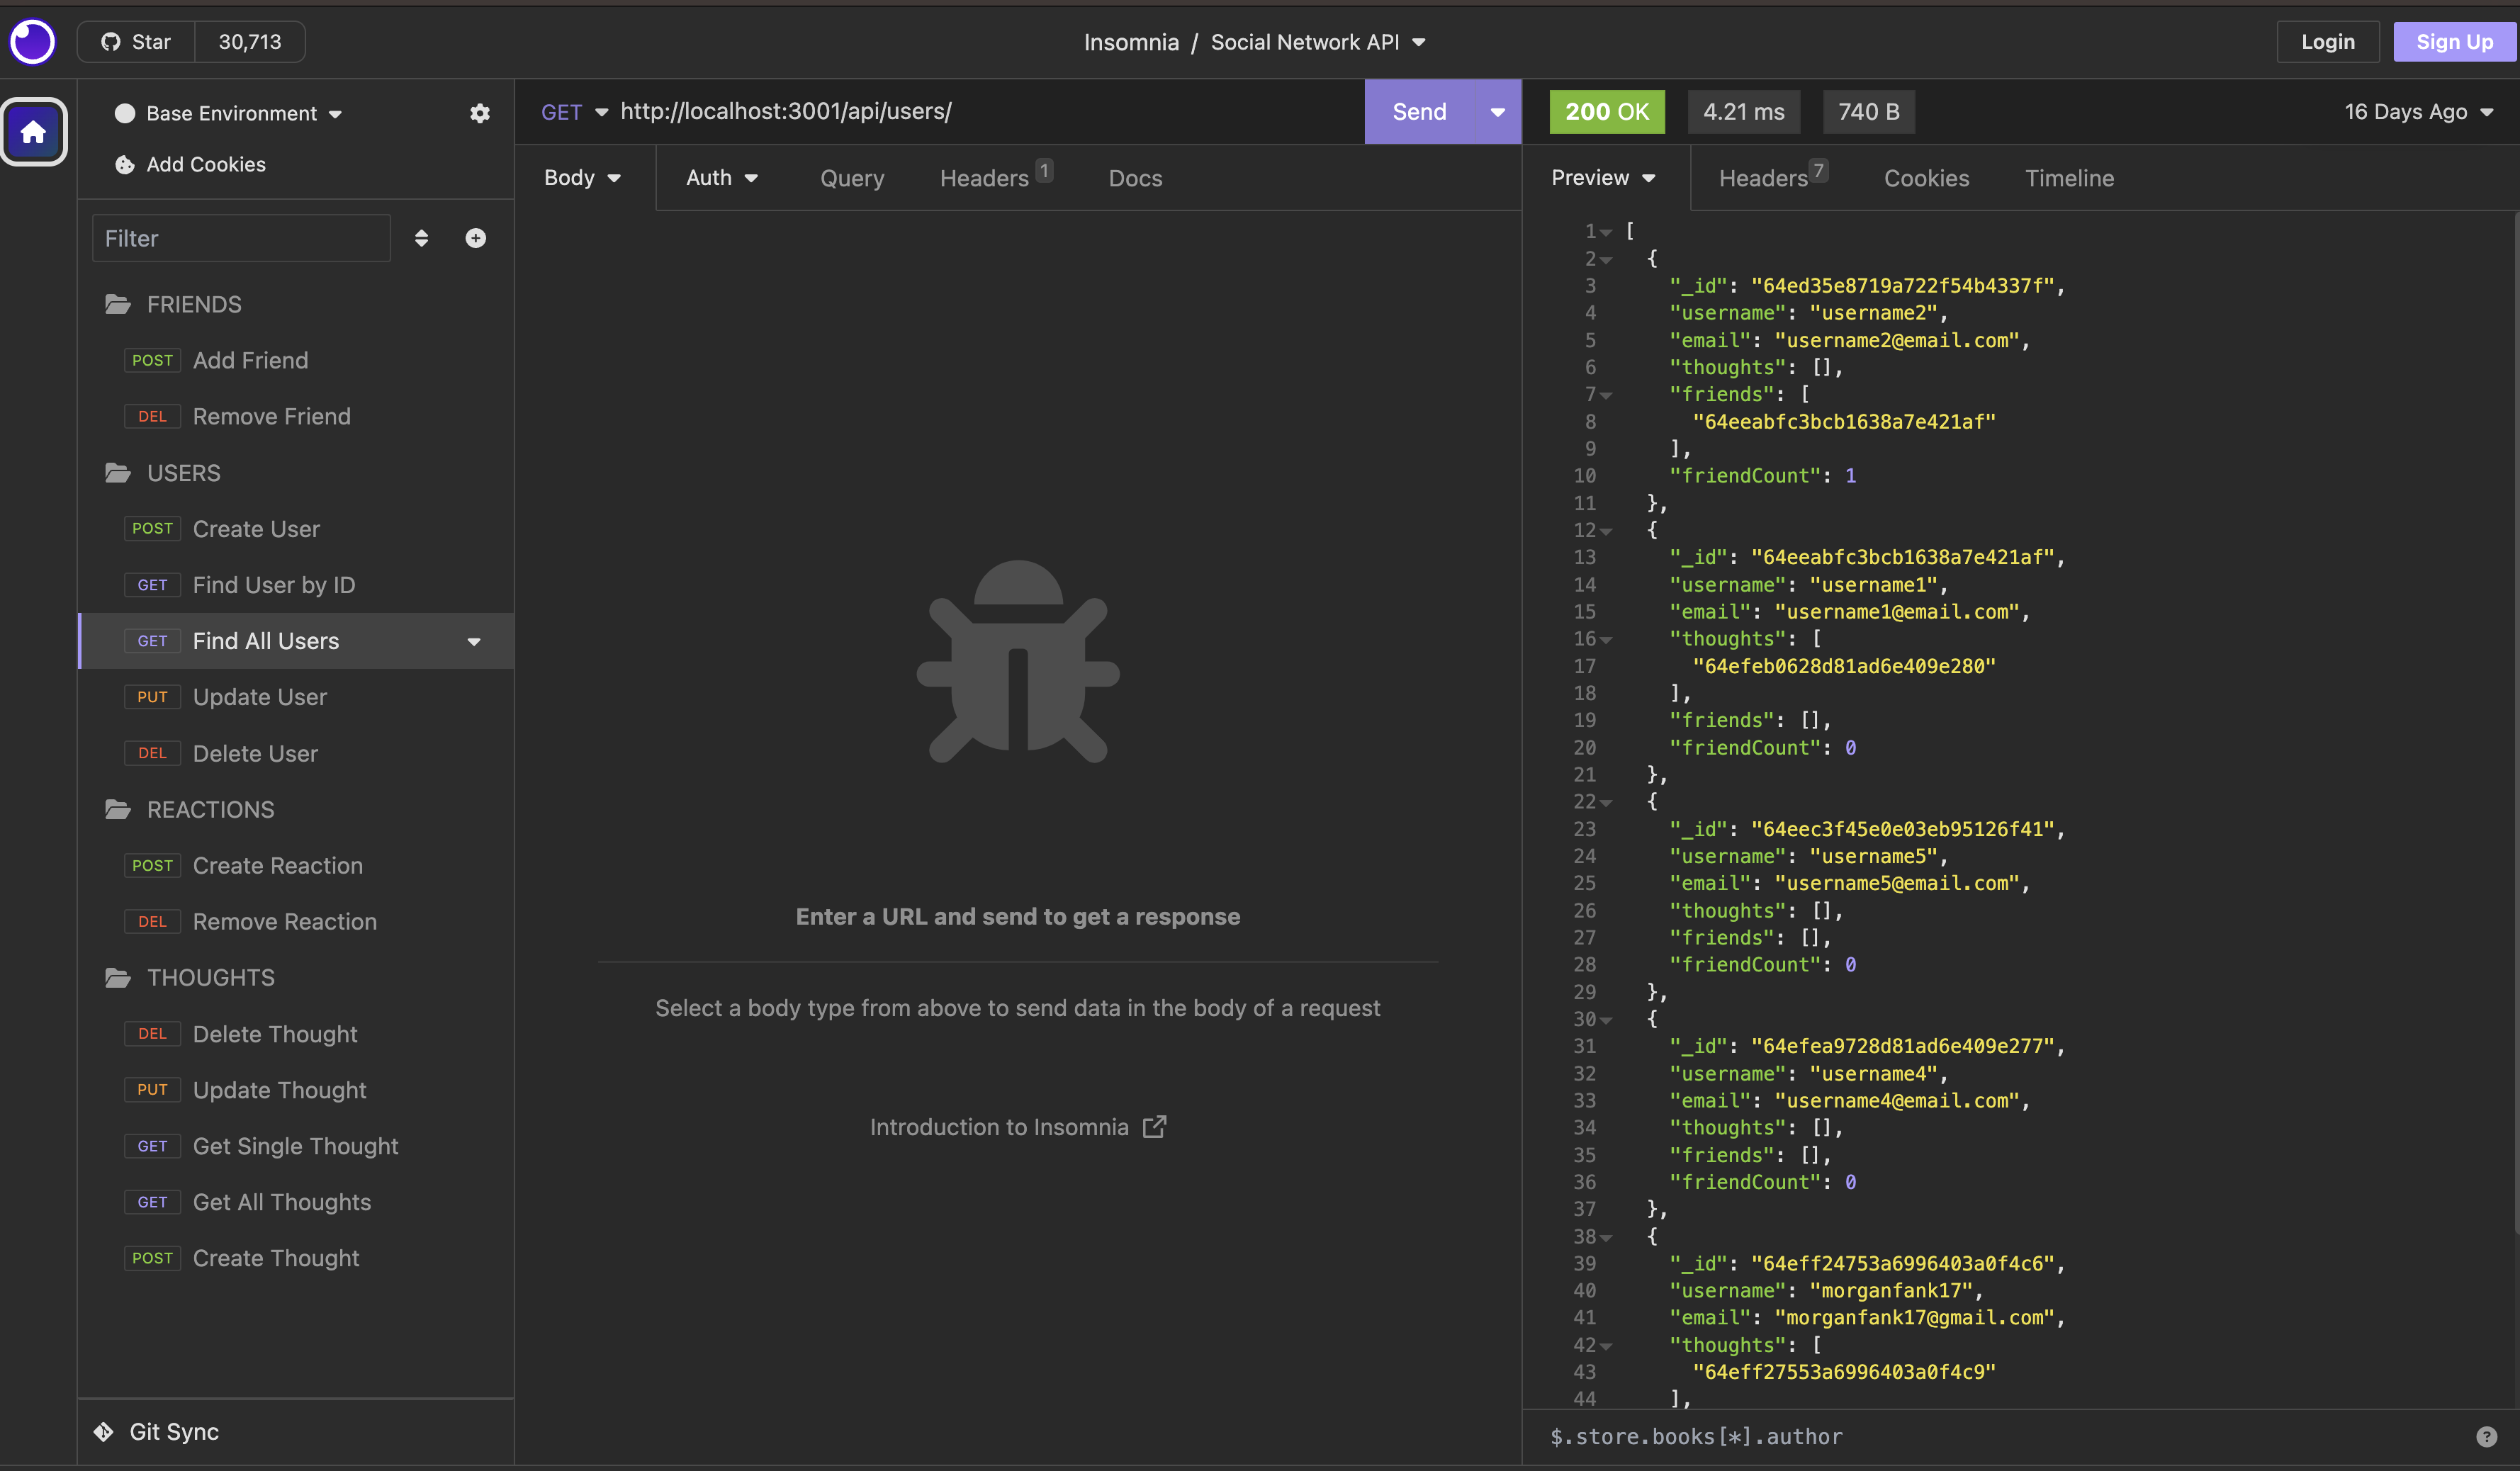 Star 30,713
Insomnia / Social Network API
Login
Sign Up
Base Environment
Add Cookies
Filter
FRIENDS
POST Add Friend
DEL Remove Friend
USERS
POST Create User
GET Find User by ID
GET Find All Users
PUT Update User
DEL Delete User
REACTIONS
POST Create Reaction
DEL Remove Reaction
THOUGHTS
DEL Delete Thought
PUT Update Thought
GET Get Single Thought
GET Get All Thoughts
POST Create Thought
Git Sync
GET http://localhost:3001/api/users/
Send
Body Auth Query Headers 1 Docs
Enter a URL and send to get a response
Select a body type from above to send data in the body of a request
Introduction to Insomnia
200 OK 4.21 ms 740 B 16 Days Ago
Preview Headers 7 Cookies Timeline
1 [
2 {
3 "_id": "64ed35e8719a722f54b4337f",
4 "username": "username2",
5 "email": "username2@email.com",
6 "thoughts": [],
7 "friends": [
8 "64eeabfc3bcb1638a7e421af"
9 ],
10 "friendCount": 1
11 },
12 {
13 "_id": "64eeabfc3bcb1638a7e421af",
14 "username": "username1",
15 "email": "username1@email.com",
16 "thoughts": [
17 "64efeb0628d81ad6e409e280"
18 ],
19 "friends": [],
20 "friendCount": 0
21 },
22 {
23 "_id": "64eec3f45e0e03eb95126f41",
24 "username": "username5",
25 "email": "username5@email.com",
26 "thoughts": [],
27 "friends": [],
28 "friendCount": 0
29 },
30 {
31 "_id": "64efea9728d81ad6e409e277",
32 "username": "username4",
33 "email": "username4@email.com",
34 "thoughts": [],
35 "friends": [],
36 "friendCount": 0
37 },
38 {
39 "_id": "64eff24753a6996403a0f4c6",
40 "username": "morganfank17",
41 "email": "morganfank17@gmail.com",
42 "thoughts": [
43 "64eff27553a6996403a0f4c9"
44 ],
$.store.books[*].author